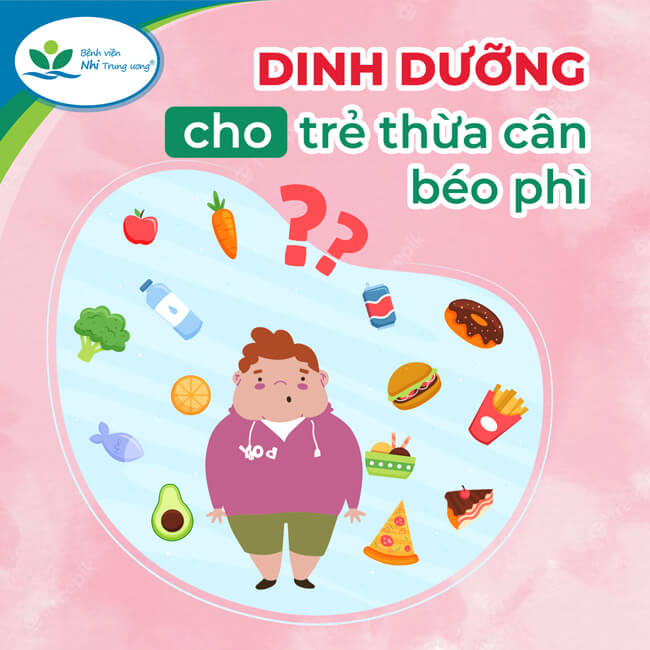 Bệnh viện
Nhi Trung ương®
DINH DƯỠNG
cho trẻ thừa cân
béo phì
??